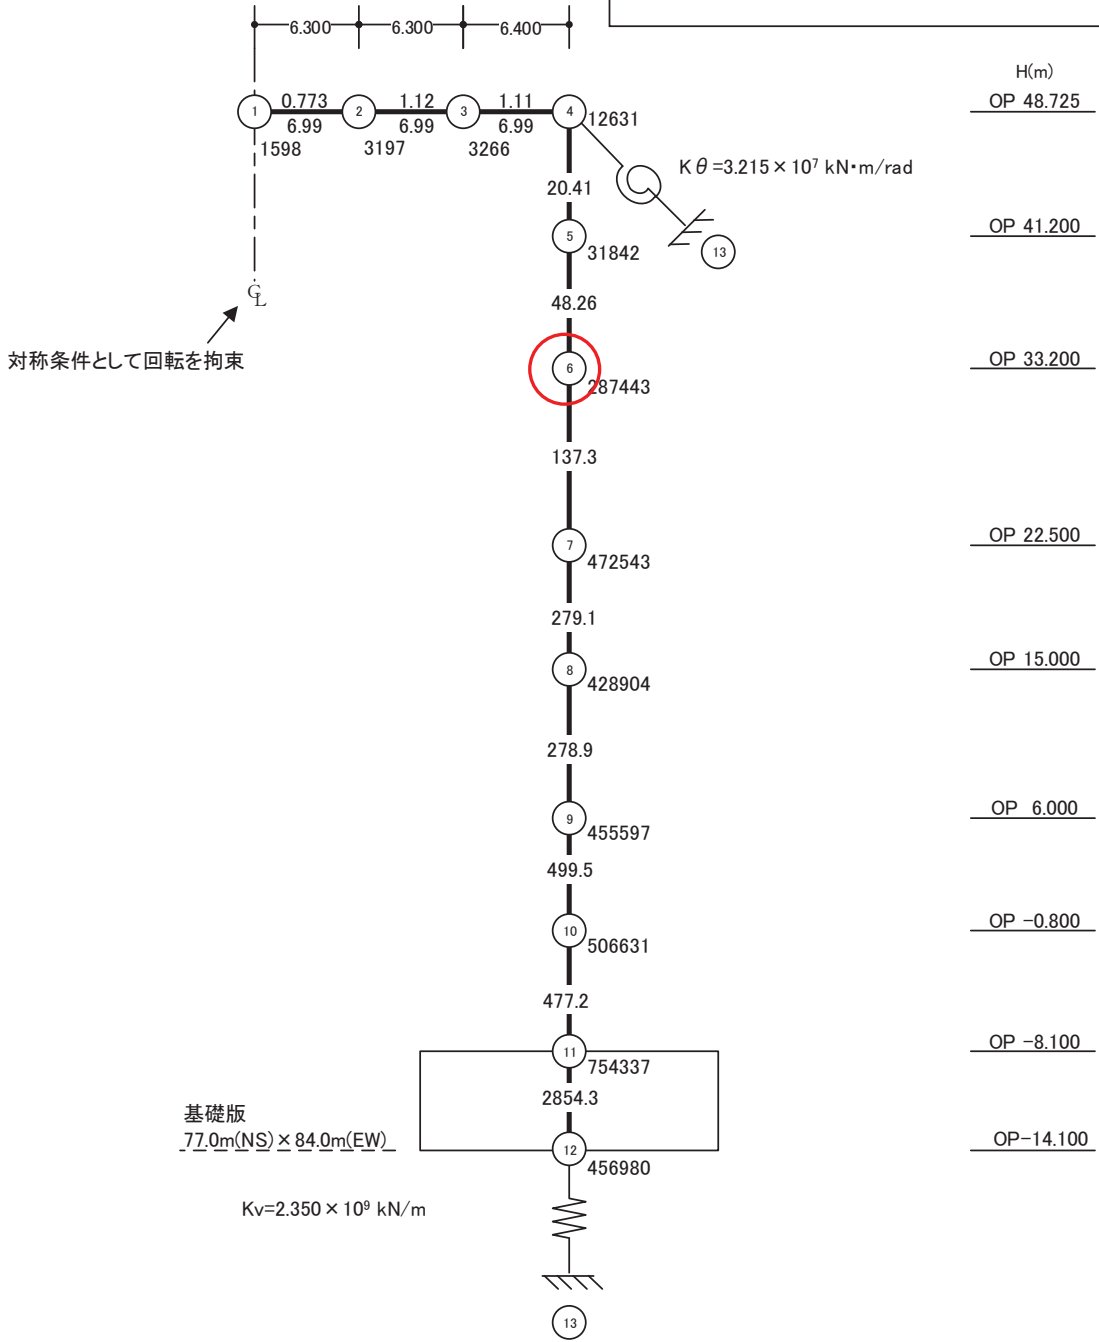 6.300 6.300 6.400
H(m)
1 0.773 2 1.12 3 1.11 4 12631 OP 48.725
6.99 6.99 6.99
1598 3197 3266
Kθ=3.215×10⁷ kN・m/rad
20.41
5 31842 OP 41.200
13
CL
48.26
対称条件として回転を拘束
6 287443 OP 33.200
137.3
7 472543 OP 22.500
279.1
8 428904 OP 15.000
278.9
9 455597 OP 6.000
499.5
10 506631 OP -0.800
477.2
11 754337 OP -8.100
2854.3
基礎版
77.0m(NS)×84.0m(EW)
12 456980 OP-14.100
Kv=2.350×10⁹ kN/m
13